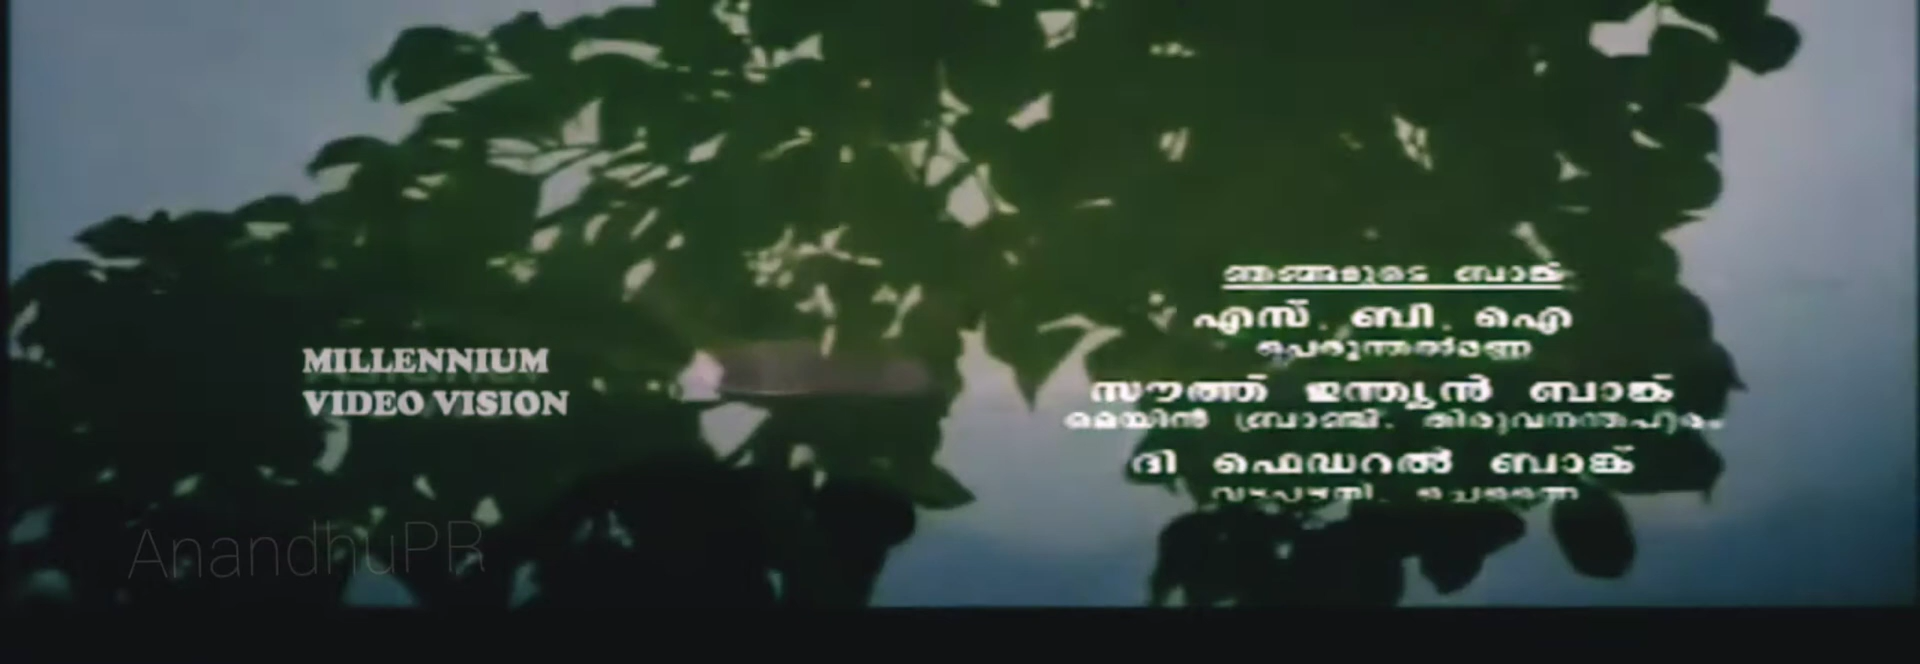 MILLENNIUM
VIDEO VISION
AnandhuPR
ഞങ്ങളുടെ ബാങ്ക്
എസ്. ബി. ഐ
പെരുന്തൽമണ്ണ
സൗത്ത് ഇന്ത്യൻ ബാങ്ക്
മെയിൻ ബ്രാഞ്ച്. തിരുവനന്തപുരം
ദി ഫെഡറൽ ബാങ്ക്